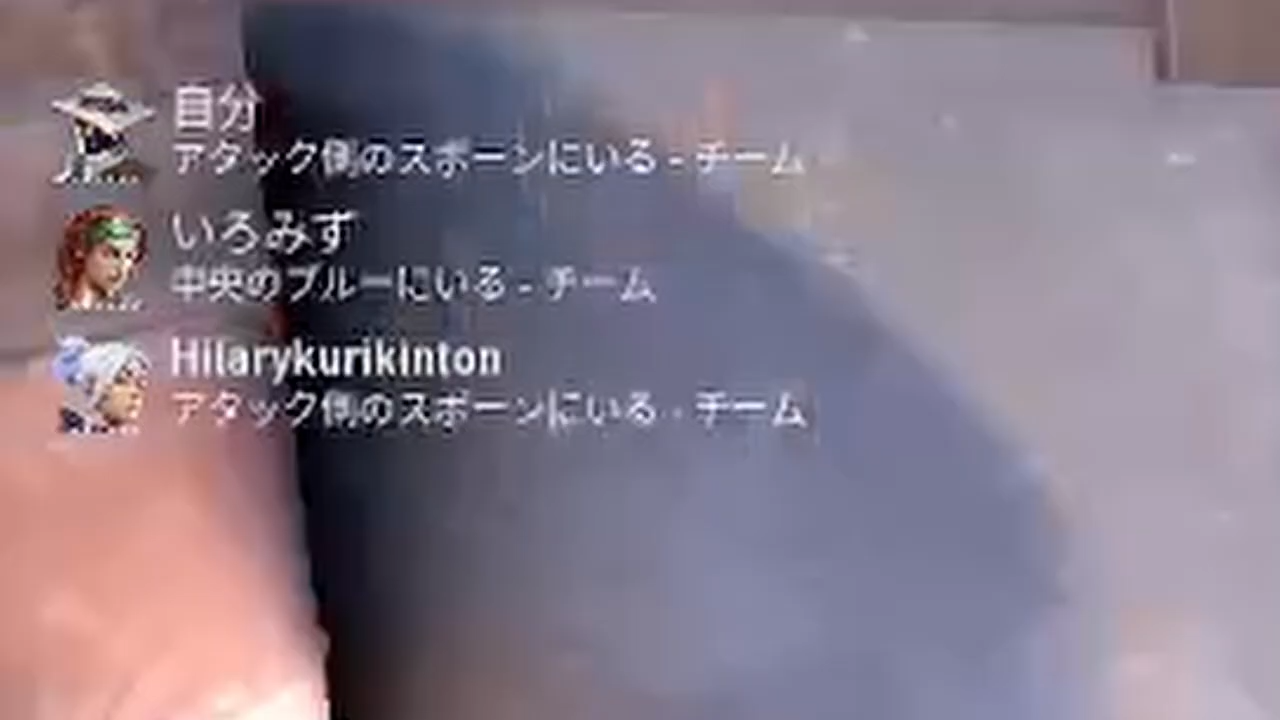 自分
アタック側のスポーンにいる - チーム
いろみず
中央のブルーにいる - チーム
Hilarykurikinton
アタック側のスポーンにいる - チーム